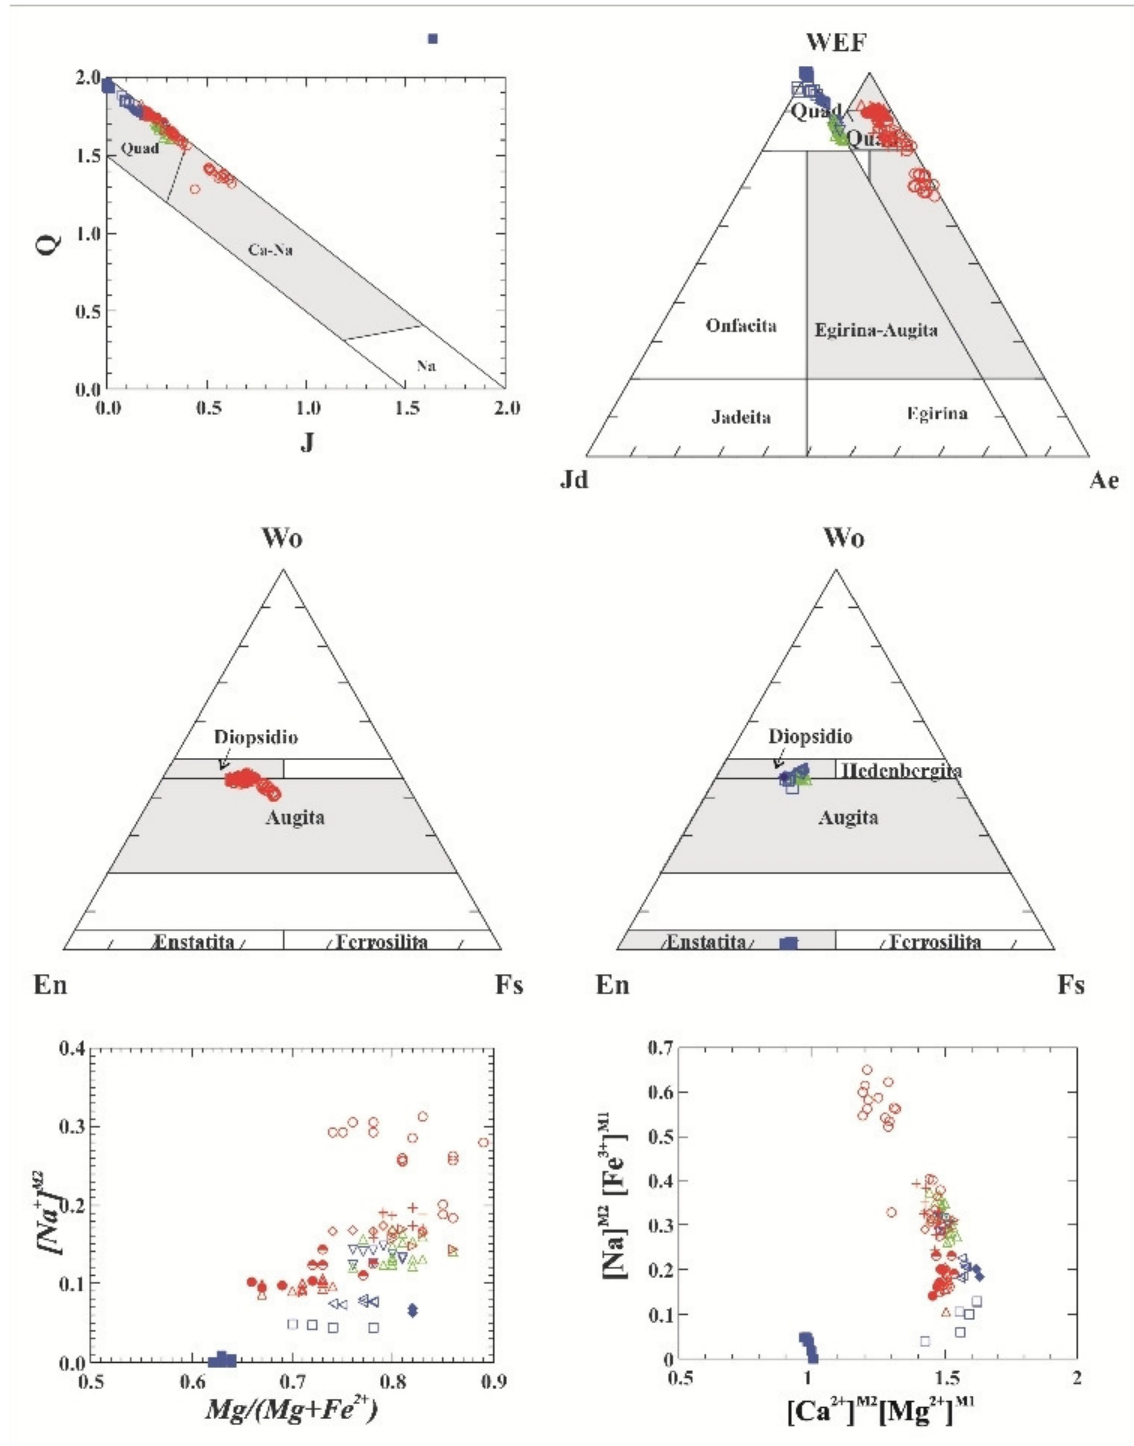 2.0
1.5
1.0
0.5
0.0
Q
Quad
Ca-Na
Na
0.0 0.5 1.0 1.5 2.0
J
WEF
Quad
Quad
Onfacita
Egirina-Augita
Jadeita
Egirina
Jd
Ae
Wo
Diopsidio
Augita
Enstatita
Ferrosilita
En
Fs
Wo
Diopsidio
Hedenbergita
Augita
Enstatita
Ferrosilita
En
Fs
0.4
0.3
0.2
0.1
0.0
[Na⁺]ᴹ²
0.5 0.6 0.7 0.8 0.9
Mg/(Mg+Fe²⁺)
0.7
0.6
0.5
0.4
0.3
0.2
0.1
0
[Na]ᴹ² [Fe³⁺]ᴹ¹
0.5 1 1.5 2
[Ca²⁺]ᴹ²[Mg²⁺]ᴹ¹